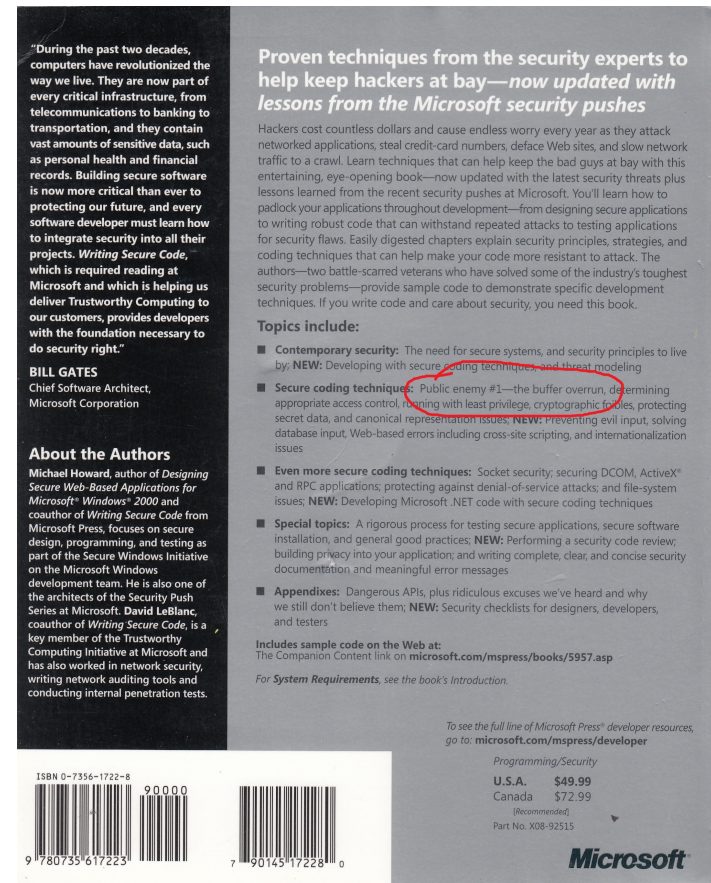 "During the past two decades,
computers have revolutionized the
way we live. They are now part of
every critical infrastructure, from
telecommunications to banking to
transportation, and they contain
vast amounts of sensitive data, such
as personal health and financial
records. Building secure software
is now more critical than ever to
protecting our future, and every
software developer must learn how
to integrate security into all their
projects. Writing Secure Code,
which is required reading at
Microsoft and which is helping us
deliver Trustworthy Computing to
our customers, provides developers
with the foundation necessary to
do security right."
BILL GATES
Chief Software Architect,
Microsoft Corporation
About the Authors
Michael Howard, author of Designing
Secure Web-Based Applications for
Microsoft® Windows® 2000 and
coauthor of Writing Secure Code from
Microsoft Press, focuses on secure
design, programming, and testing as
part of the Secure Windows Initiative
on the Microsoft Windows
development team. He is also one of
the architects of the Security Push
Series at Microsoft. David LeBlanc,
coauthor of Writing Secure Code, is a
key member of the Trustworthy
Computing Initiative at Microsoft and
has also worked in network security,
writing network auditing tools and
conducting internal penetration tests.
Proven techniques from the security experts to
help keep hackers at bay—now updated with
lessons from the Microsoft security pushes
Hackers cost countless dollars and cause endless worry every year as they attack
networked applications, steal credit-card numbers, deface Web sites, and slow network
traffic to a crawl. Learn techniques that can help keep the bad guys at bay with this
entertaining, eye-opening book—now updated with the latest security threats plus
lessons learned from the recent security pushes at Microsoft. You'll learn how to
padlock your applications throughout development—from designing secure applications
to writing robust code that can withstand repeated attacks to testing applications
for security flaws. Easily digested chapters explain security principles, strategies, and
coding techniques that can help make your code more resistant to attack. The
authors—two battle-scarred veterans who have solved some of the industry's toughest
security problems—provide sample code to demonstrate specific development
techniques. If you write code and care about security, you need this book.
Topics include:
■ Contemporary security: The need for secure systems, and security principles to live
by; NEW: Developing with secure coding techniques, and threat modeling
■ Secure coding techniques: Public enemy #1—the buffer overrun, determining
appropriate access control, running with least privilege, cryptographic foibles, protecting
secret data, and canonical representation issues; NEW: Preventing evil input, solving
database input, Web-based errors including cross-site scripting, and internationalization
issues
■ Even more secure coding techniques: Socket security; securing DCOM, ActiveX®
and RPC applications; protecting against denial-of-service attacks; and file-system
issues; NEW: Developing Microsoft .NET code with secure coding techniques
■ Special topics: A rigorous process for testing secure applications, secure software
installation, and general good practices; NEW: Performing a security code review;
building privacy into your application; and writing complete, clear, and concise security
documentation and meaningful error messages
■ Appendixes: Dangerous APIs, plus ridiculous excuses we've heard and why
we still don't believe them; NEW: Security checklists for designers, developers,
and testers
Includes sample code on the Web at:
The Companion Content link on microsoft.com/mspress/books/5957.asp
For System Requirements, see the book's Introduction.
To see the full line of Microsoft Press® developer resources,
go to: microsoft.com/mspress/developer
Programming/Security
U.S.A. $49.99
Canada $72.99
[Recommended]
Part No. X08-92515
Microsoft®
ISBN 0-7356-1722-8
90000
9 780735 617223
7 90145 17228 0